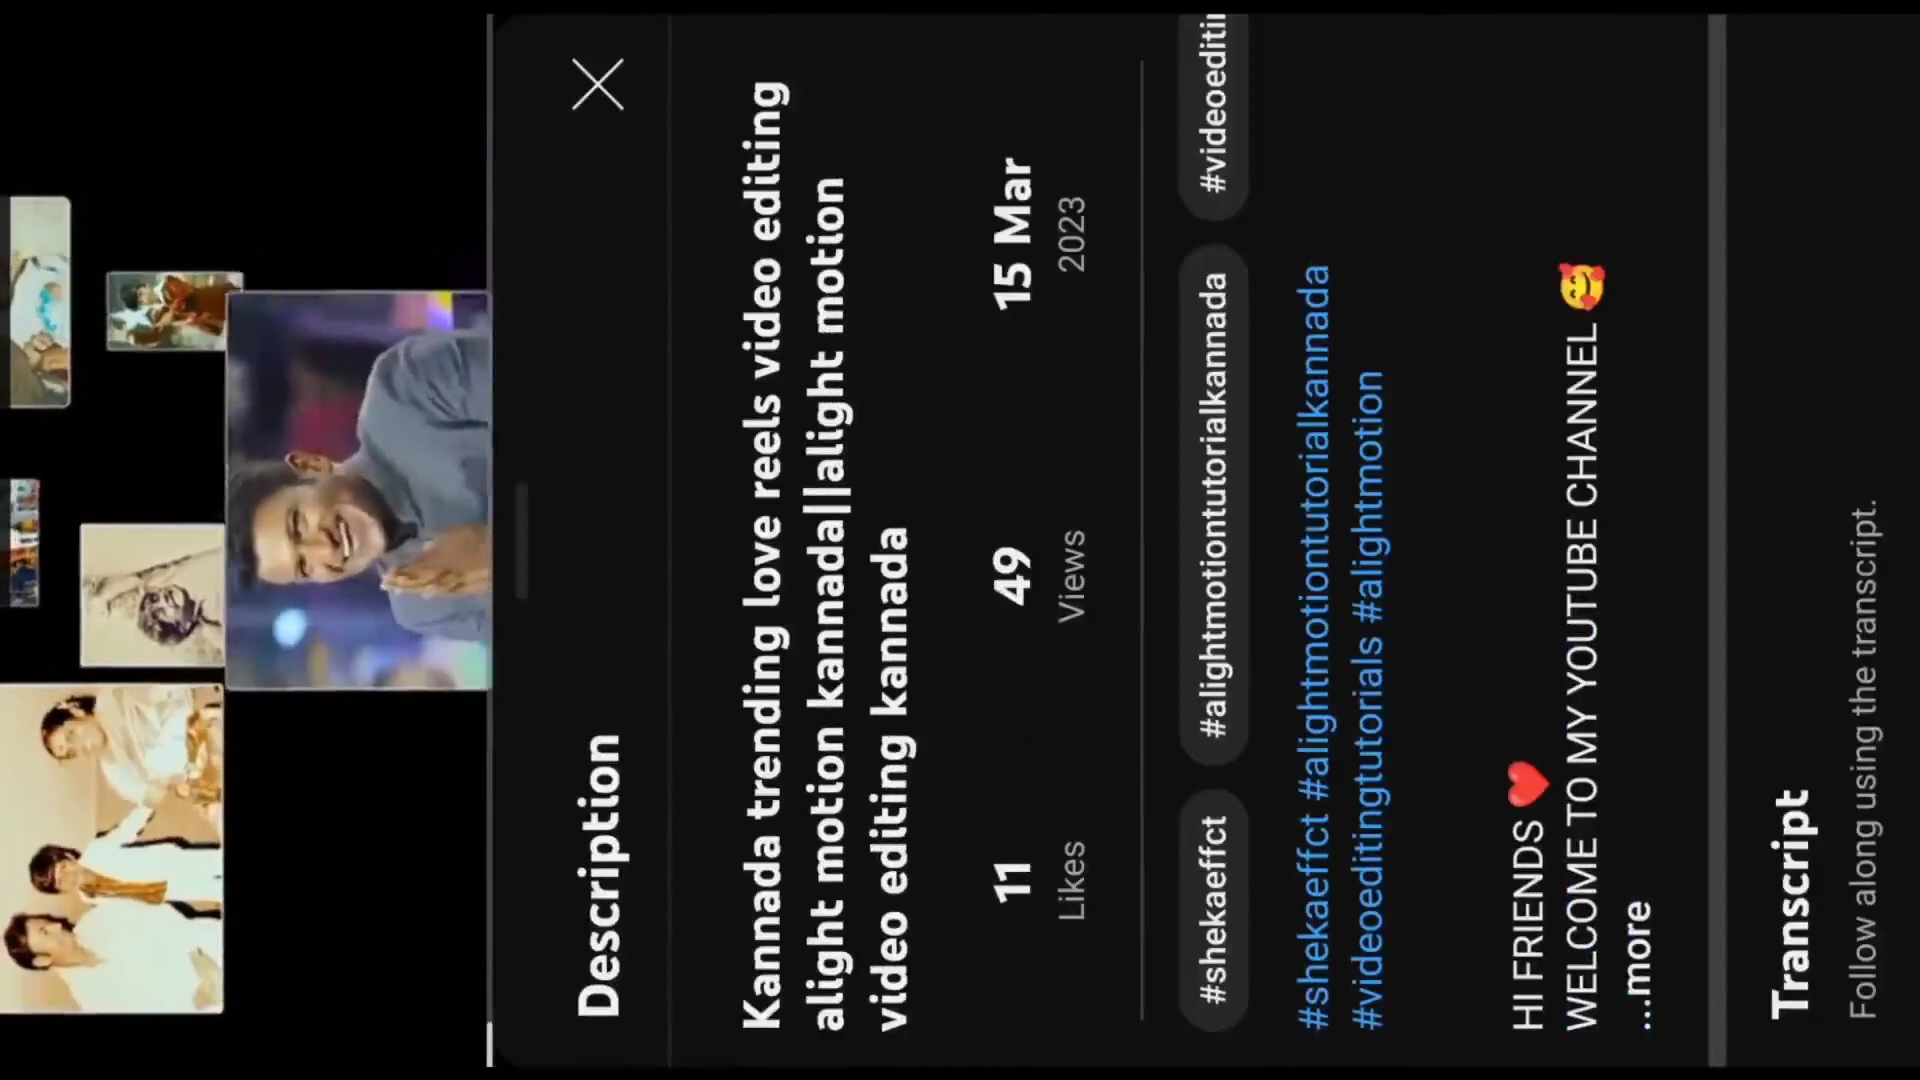 Description
Kannada trending love reels video editing
alight motion kannada||alight motion
video editing kannada
11
49
15 Mar
Likes
Views
2023
#shekaeffct
#alightmotiontutorialkannada
#videoediti
#shekaeffct #alightmotiontutorialkannada
#videoeditingtutorials #alightmotion
HI FRIENDS ❤️
WELCOME TO MY YOUTUBE CHANNEL 🥰
...more
Transcript
Follow along using the transcript.